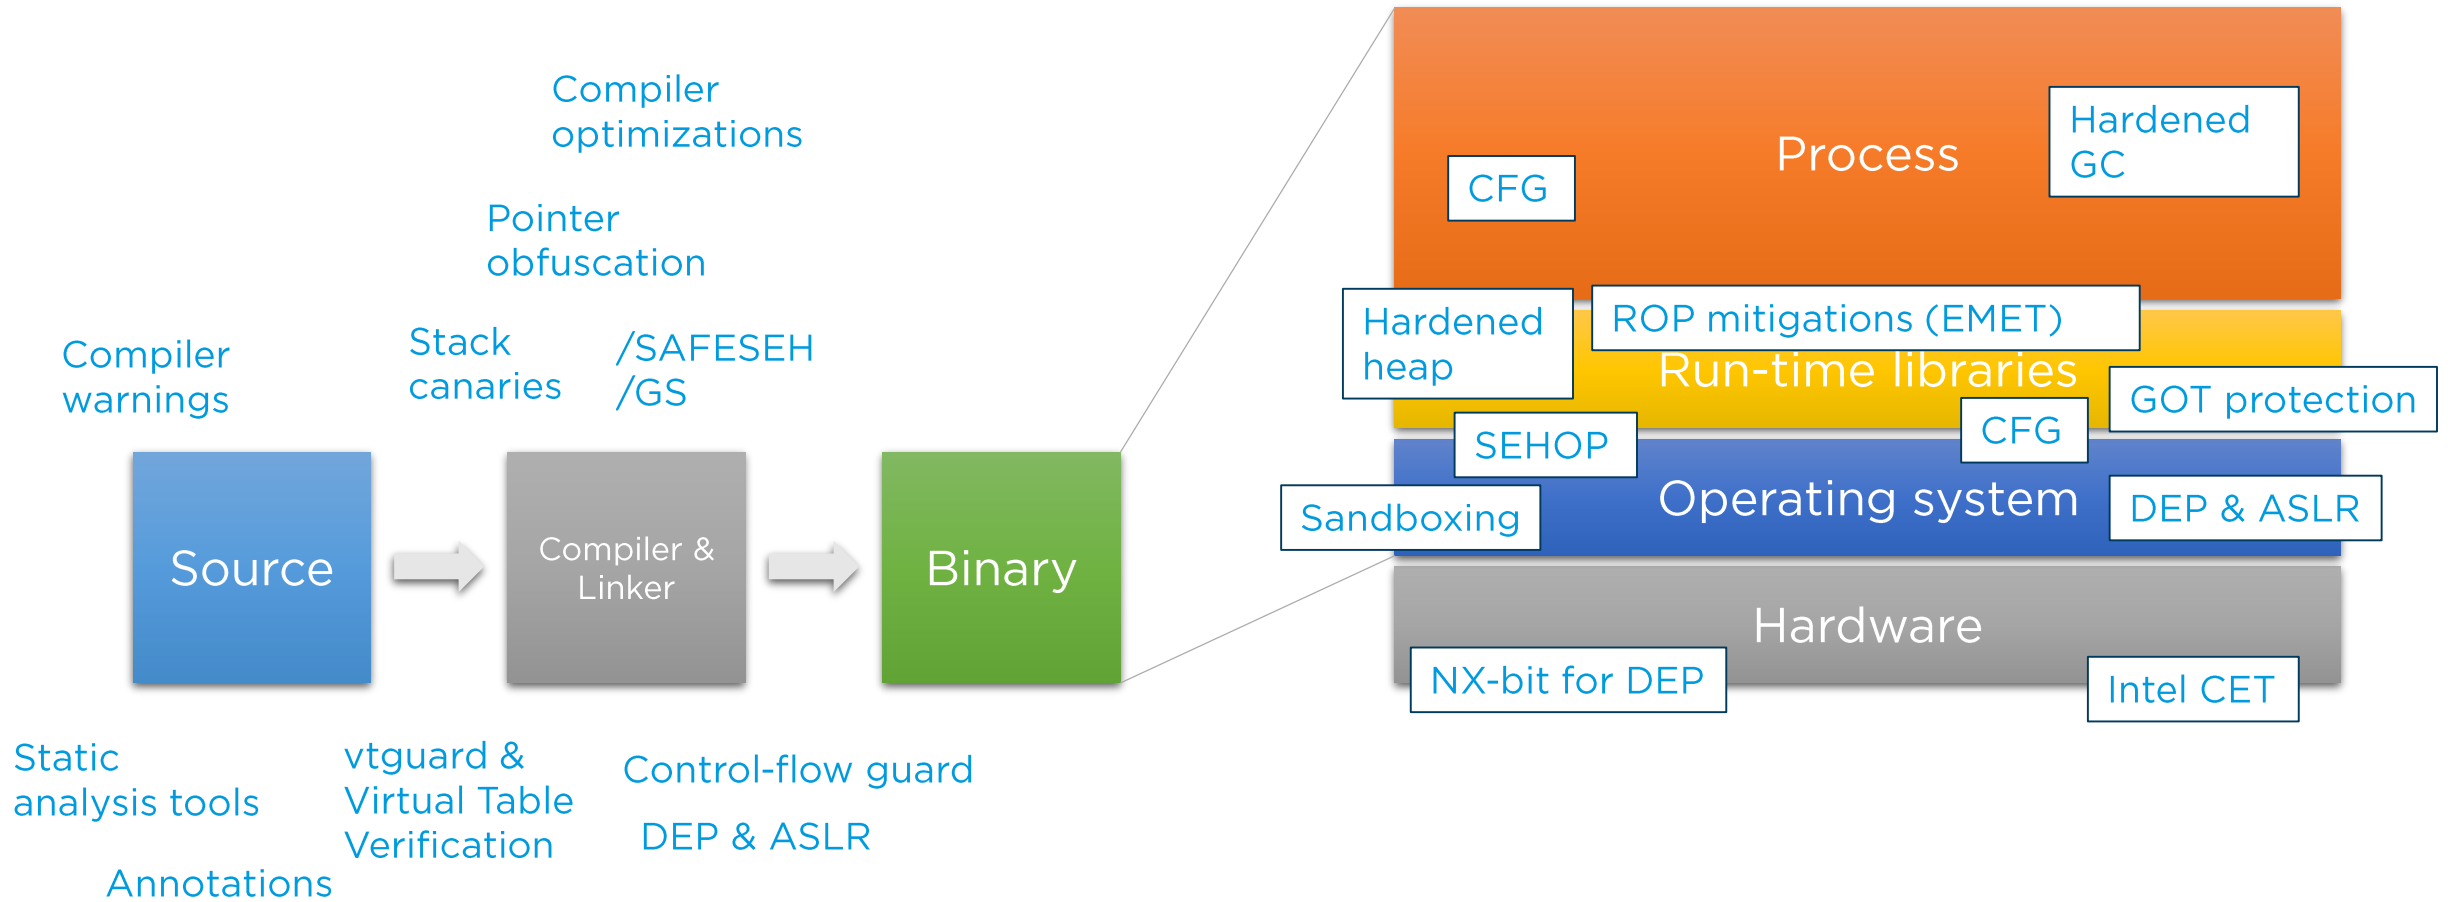 Compiler
optimizations
Pointer
obfuscation
Compiler
warnings
Stack
canaries
/SAFESEH
/GS
Source
Compiler &
Linker
Binary
Static
analysis tools
Annotations
vtguard &
Virtual Table
Verification
Control-flow guard
DEP & ASLR
Process
Hardened
GC
CFG
Hardened
heap
ROP mitigations (EMET)
Run-time libraries
GOT protection
CFG
SEHOP
Sandboxing
Operating system
DEP & ASLR
Hardware
NX-bit for DEP
Intel CET